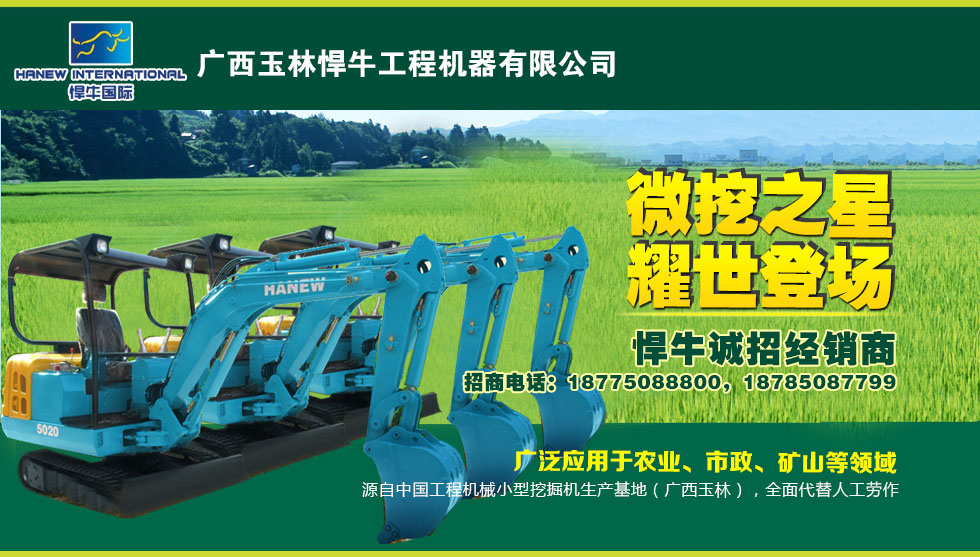 HANEW INTERNATIONAL
悍牛国际
广西玉林悍牛工程机器有限公司
微挖之星
耀世登场
HANEW
悍牛诚招经销商
招商电话：18775088800，18785087799
5020
广泛应用于农业、市政、矿山等领域
源自中国工程机械小型挖掘机生产基地（广西玉林），全面代替人工劳作